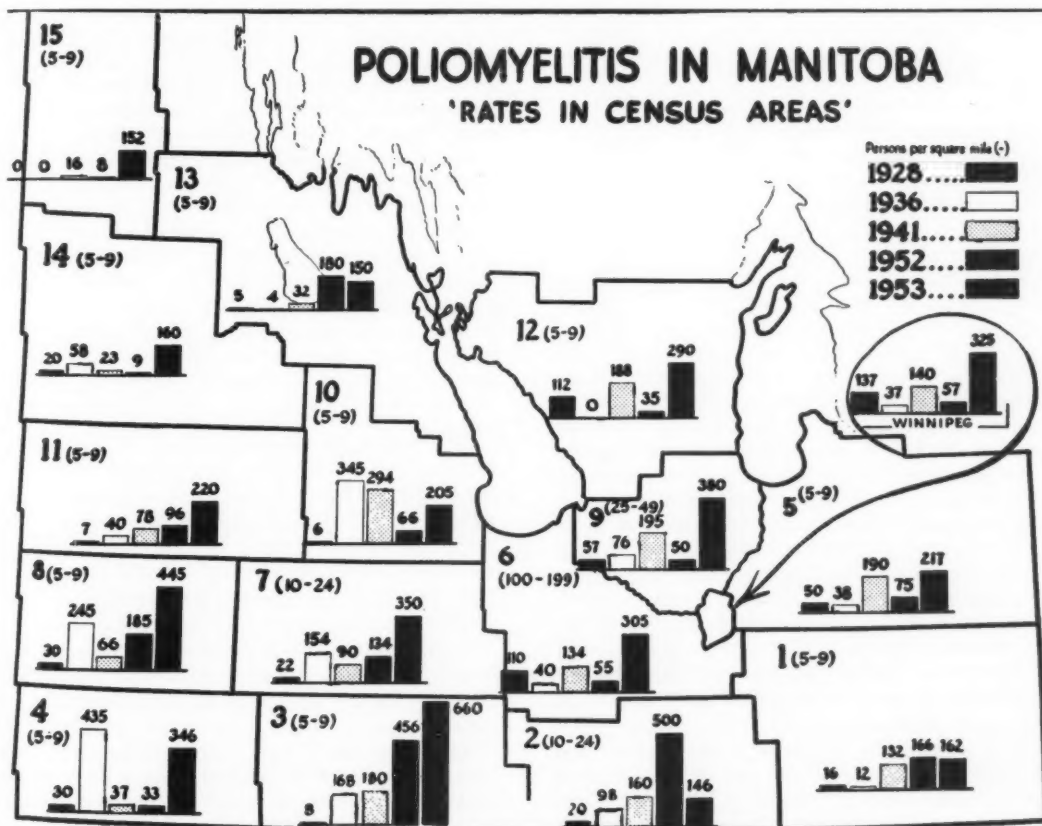 POLIOMYELITIS IN MANITOBA
'RATES IN CENSUS AREAS'
Persons per square mile (-)
1928.....
1936.....
1941.....
1952.....
1953.....
15
(5-9)
0 0 16 8 152
13
(5-9)
5 4 32 180 150
14 (5-9)
20 58 23 9 160
12 (5-9)
112 0 188 35 290
137 37 140 57 325
WINNIPEG
10
(5-9)
6 345 294 66 205
11 (5-9)
7 40 78 96 220
9 (25-49)
57 76 195 50 380
5 (5-9)
50 38 190 75 217
8 (5-9)
30 245 66 185 445
7 (10-24)
22 154 90 134 350
6
(100-199)
110 40 134 55 305
1 (5-9)
16 12 132 166 162
4
(5-9)
30 435 37 33 346
3 (5-9)
8 168 180 456 660
2 (10-24)
20 98 160 500 146